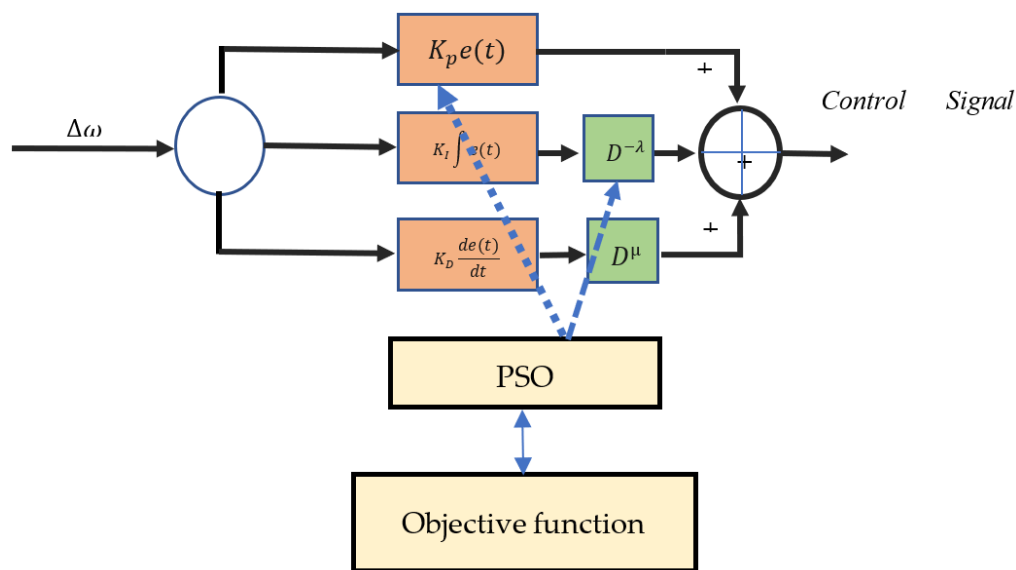 K_p e(t)
+
Control Signal
Δω
K_I ∫ e(t)
D^{-λ}
+
+
K_D de(t)/dt
D^μ
PSO
Objective function